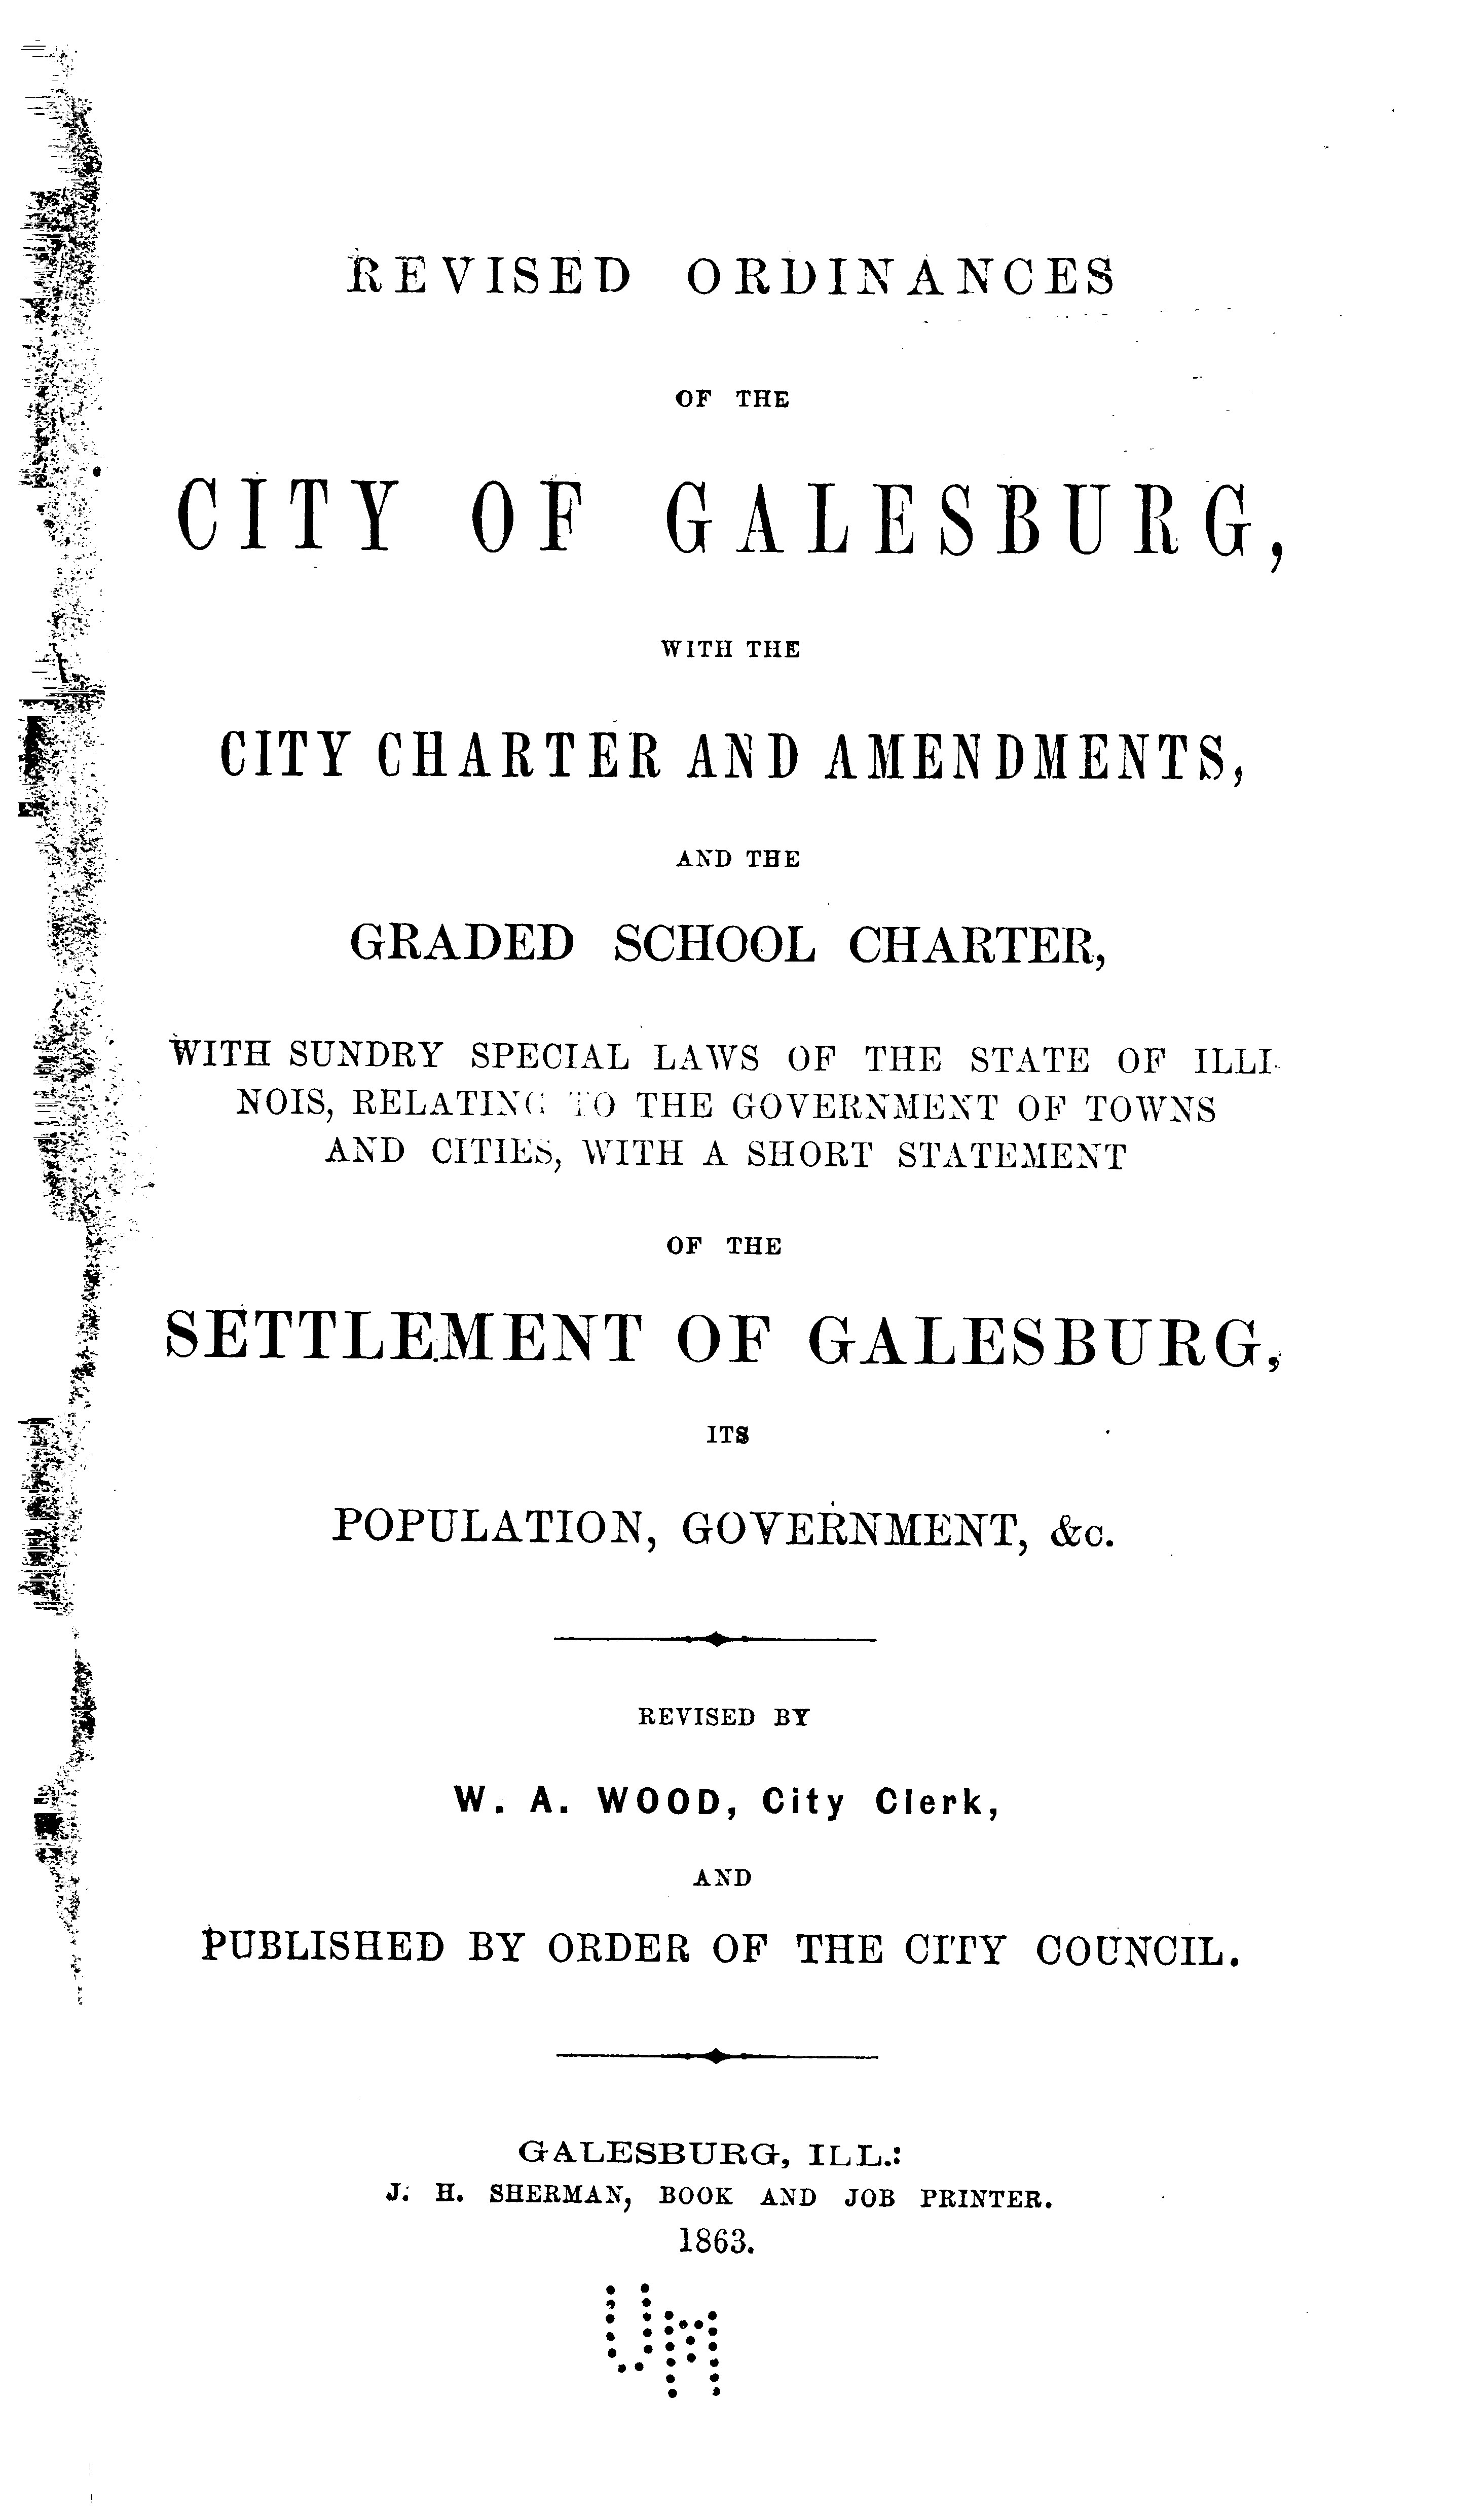 REVISED ORDINANCES
OF THE
CITY OF GALESBURG,
WITH THE
CITY CHARTER AND AMENDMENTS,
AND THE
GRADED SCHOOL CHARTER,
WITH SUNDRY SPECIAL LAWS OF THE STATE OF ILLI-
NOIS, RELATING TO THE GOVERNMENT OF TOWNS
AND CITIES, WITH A SHORT STATEMENT
OF THE
SETTLEMENT OF GALESBURG,
ITS
POPULATION, GOVERNMENT, &c.
REVISED BY
W. A. WOOD, City Clerk,
AND
PUBLISHED BY ORDER OF THE CITY COUNCIL.
GALESBURG, ILL.:
J. H. SHERMAN, BOOK AND JOB PRINTER.
1863.
UM